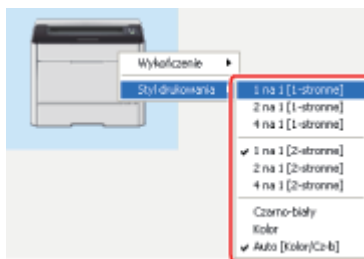 Wykończenie
Styl drukowania
1 na 1 [1-stronne]
2 na 1 [1-stronne]
4 na 1 [1-stronne]
1 na 1 [2-stronne]
2 na 1 [2-stronne]
4 na 1 [2-stronne]
Czarno-biały
Kolor
Auto [Kolor/Cz-b]